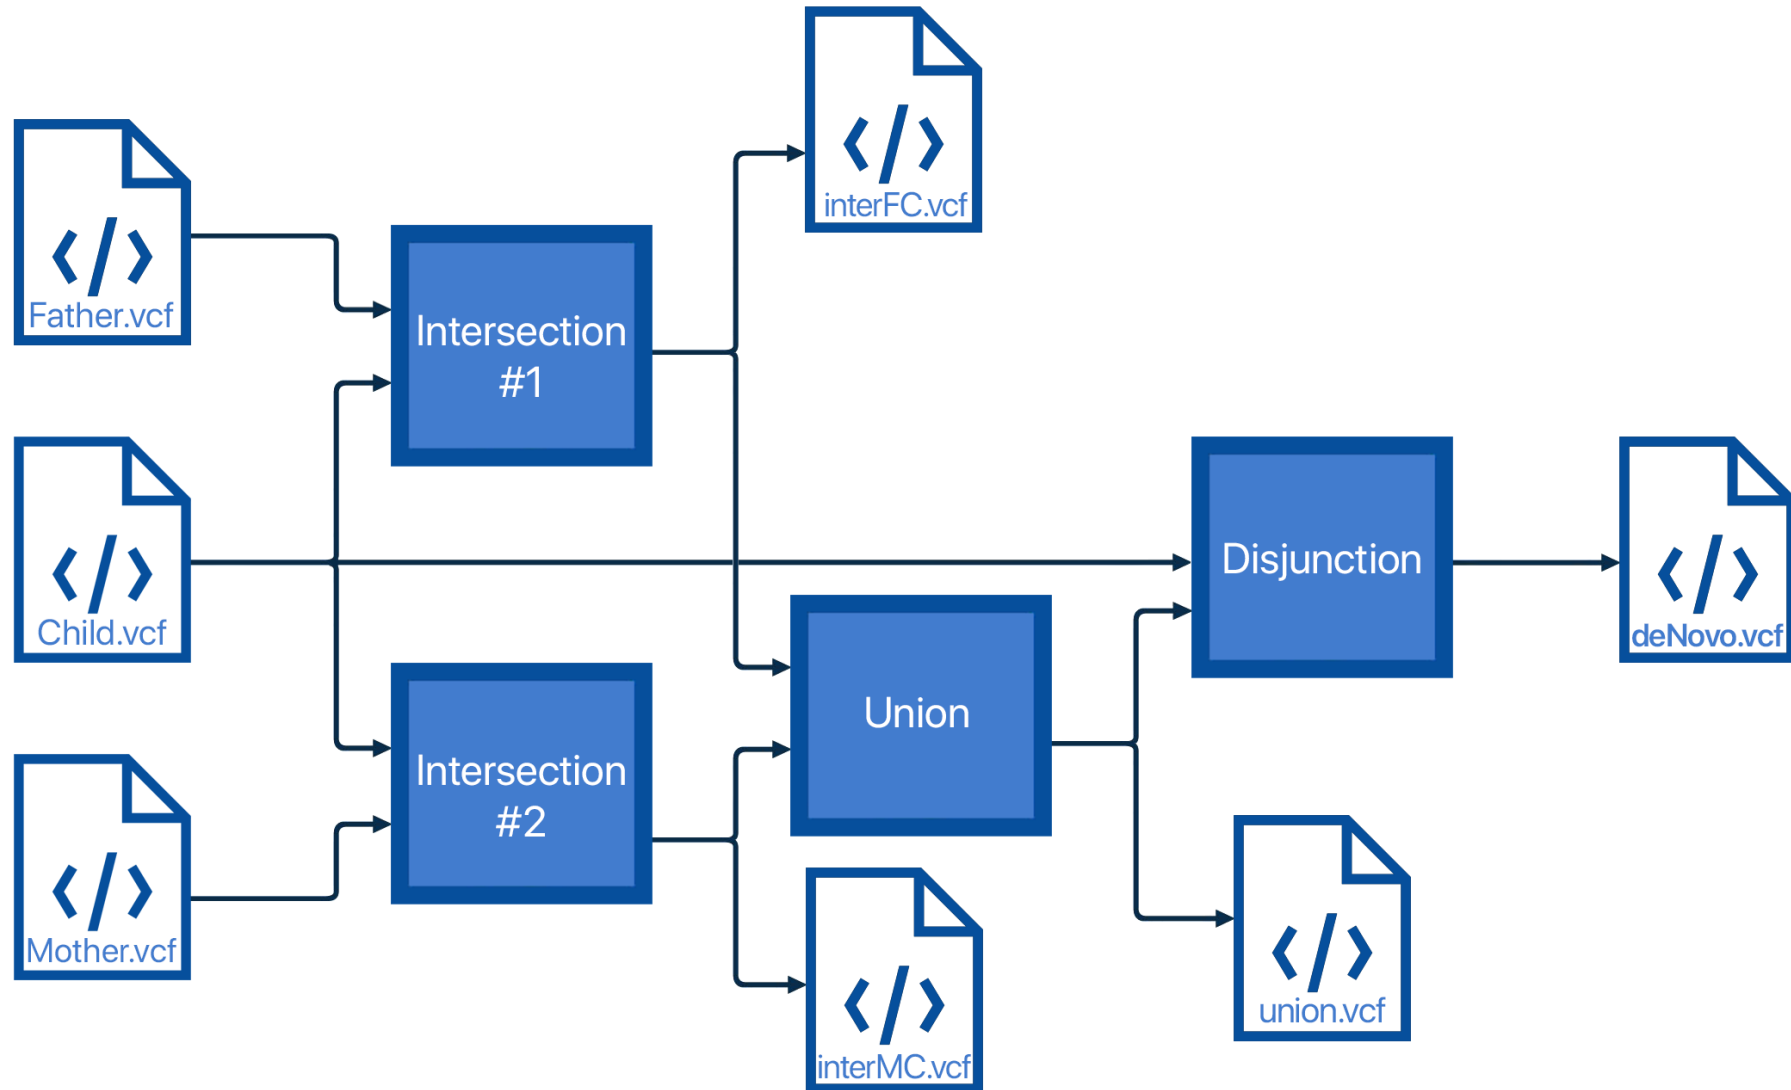 </>
interFC.vcf
</>
Father.vcf
Intersection
#1
</>
Child.vcf
Disjunction
</>
deNovo.vcf
Union
Intersection
#2
</>
Mother.vcf
</>
interMC.vcf
</>
union.vcf